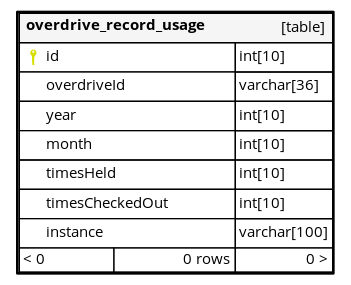 overdrive_record_usage [table]
id int[10]
overdriveId varchar[36]
year int[10]
month int[10]
timesHeld int[10]
timesCheckedOut int[10]
instance varchar[100]
< 0 0 rows 0 >